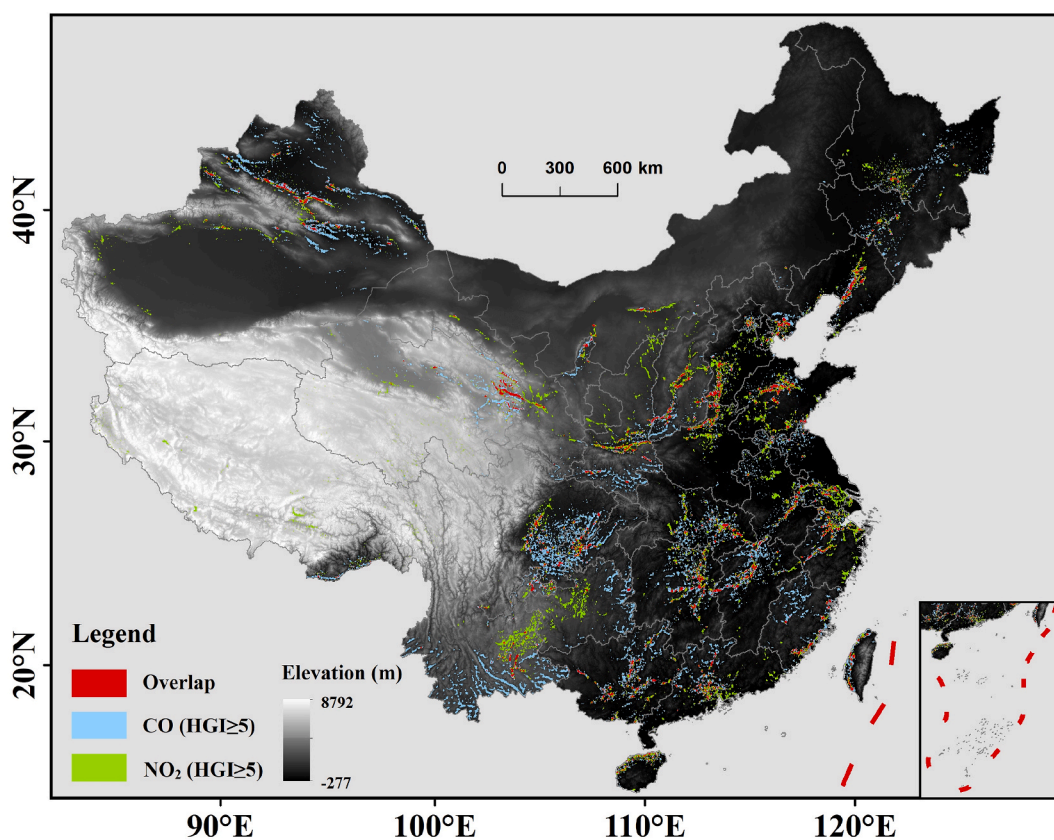 0 300 600 km
40°N
30°N
20°N
Legend
Overlap
CO (HGI≥5)
NO₂ (HGI≥5)
Elevation (m)
8792
-277
90°E 100°E 110°E 120°E